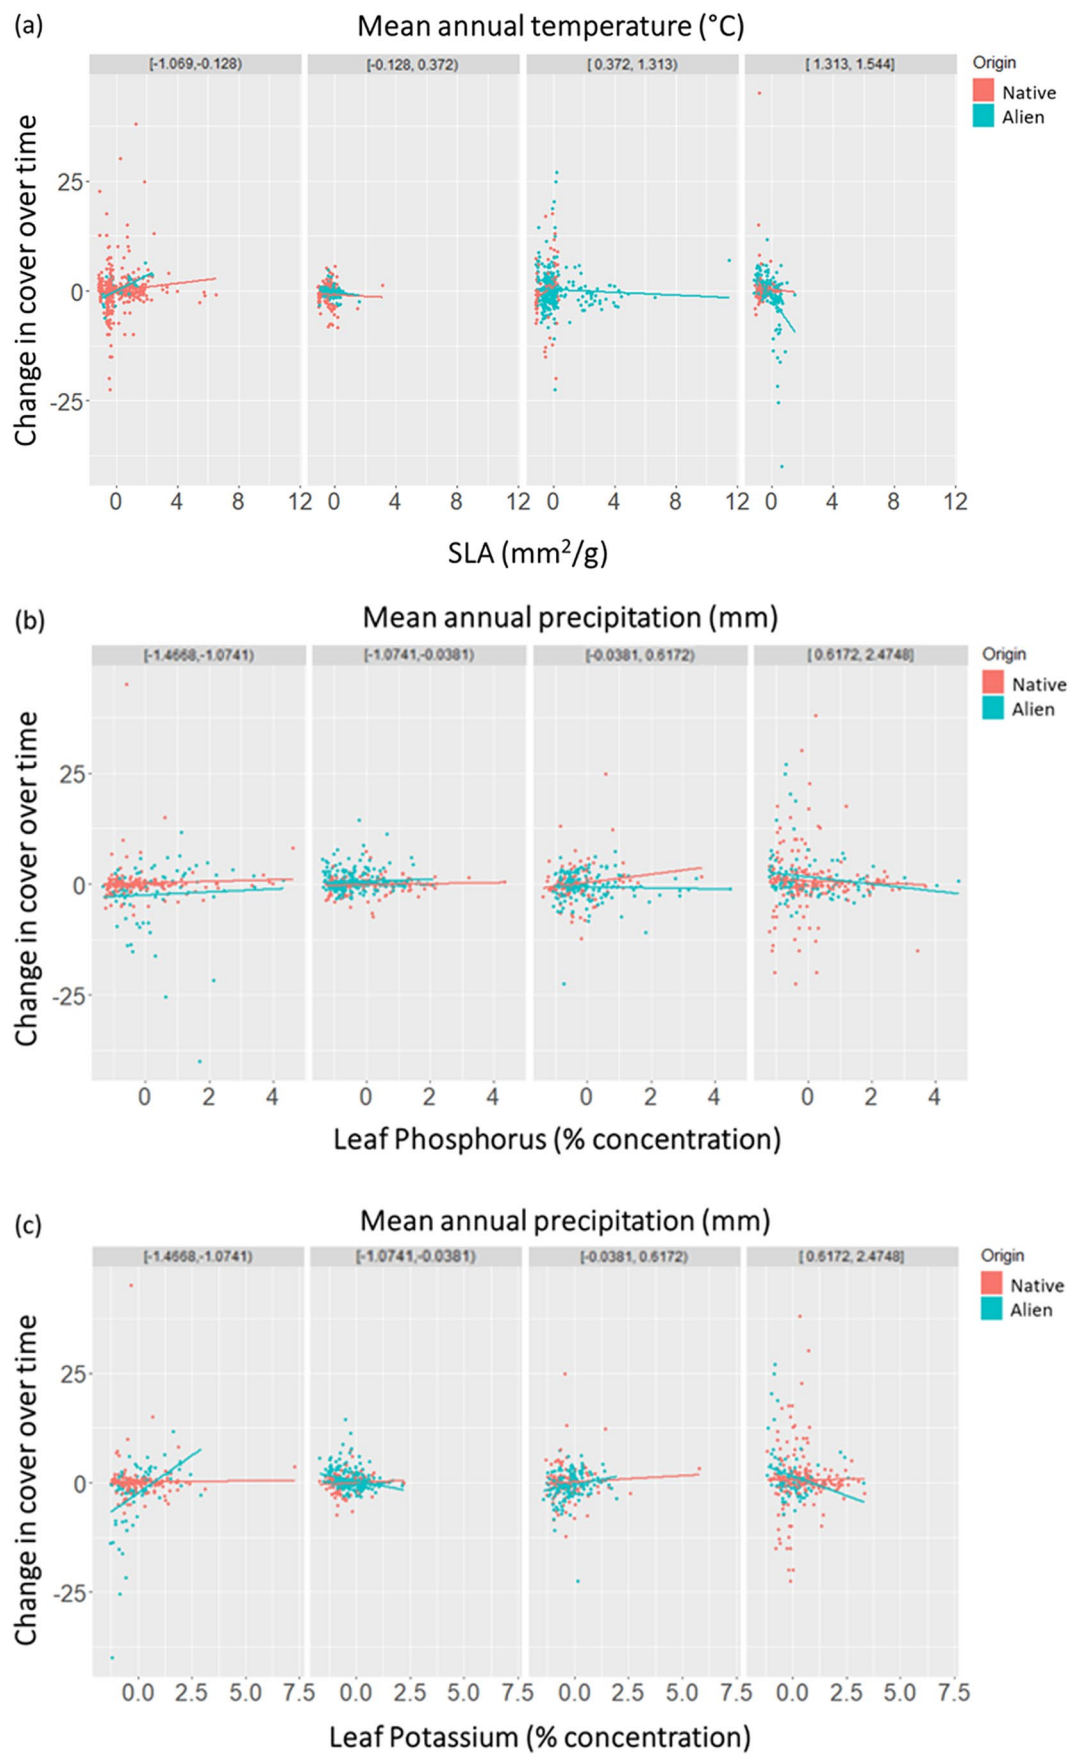 (a)
Mean annual temperature (°C)
[-1.069,-0.128) [-0.128, 0.372) [ 0.372, 1.313) [ 1.313, 1.544]
Origin
Native
Alien
Change in cover over time
25
0
-25
0 4 8 12 0 4 8 12 0 4 8 12 0 4 8 12
SLA (mm²/g)
(b)
Mean annual precipitation (mm)
[-1.4668,-1.0741) [-1.0741,-0.0381) [-0.0381, 0.6172) [ 0.6172, 2.4748]
Origin
Native
Alien
Change in cover over time
25
0
-25
0 2 4 0 2 4 0 2 4 0 2 4
Leaf Phosphorus (% concentration)
(c)
Mean annual precipitation (mm)
[-1.4668,-1.0741) [-1.0741,-0.0381) [-0.0381, 0.6172) [ 0.6172, 2.4748]
Origin
Native
Alien
Change in cover over time
25
0
-25
0.0 2.5 5.0 7.5 0.0 2.5 5.0 7.5 0.0 2.5 5.0 7.5 0.0 2.5 5.0 7.5
Leaf Potassium (% concentration)